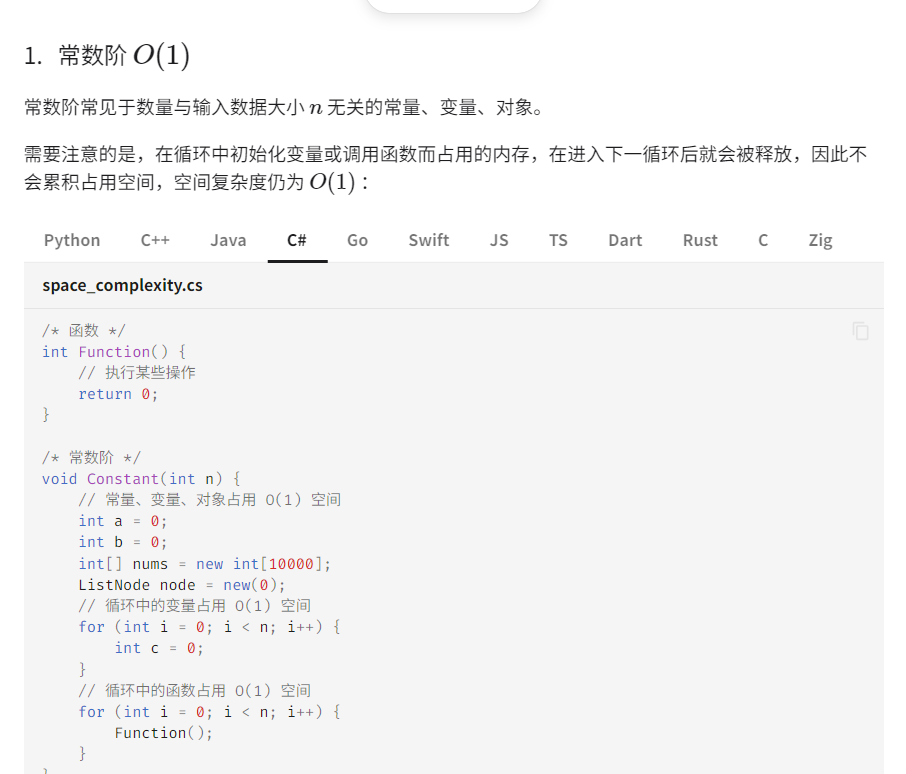 1. 常数阶 O(1)
常数阶常见于数量与输入数据大小 n 无关的常量、变量、对象。
需要注意的是，在循环中初始化变量或调用函数而占用的内存，在进入下一循环后就会被释放，因此不
会累积占用空间，空间复杂度仍为 O(1)：
Python C++ Java C# Go Swift JS TS Dart Rust C Zig
space_complexity.cs
/* 函数 */
int Function() {
    // 执行某些操作
    return 0;
}
/* 常数阶 */
void Constant(int n) {
    // 常量、变量、对象占用 O(1) 空间
    int a = 0;
    int b = 0;
    int[] nums = new int[10000];
    ListNode node = new(0);
    // 循环中的变量占用 O(1) 空间
    for (int i = 0; i < n; i++) {
        int c = 0;
    }
    // 循环中的函数占用 O(1) 空间
    for (int i = 0; i < n; i++) {
        Function();
    }
}